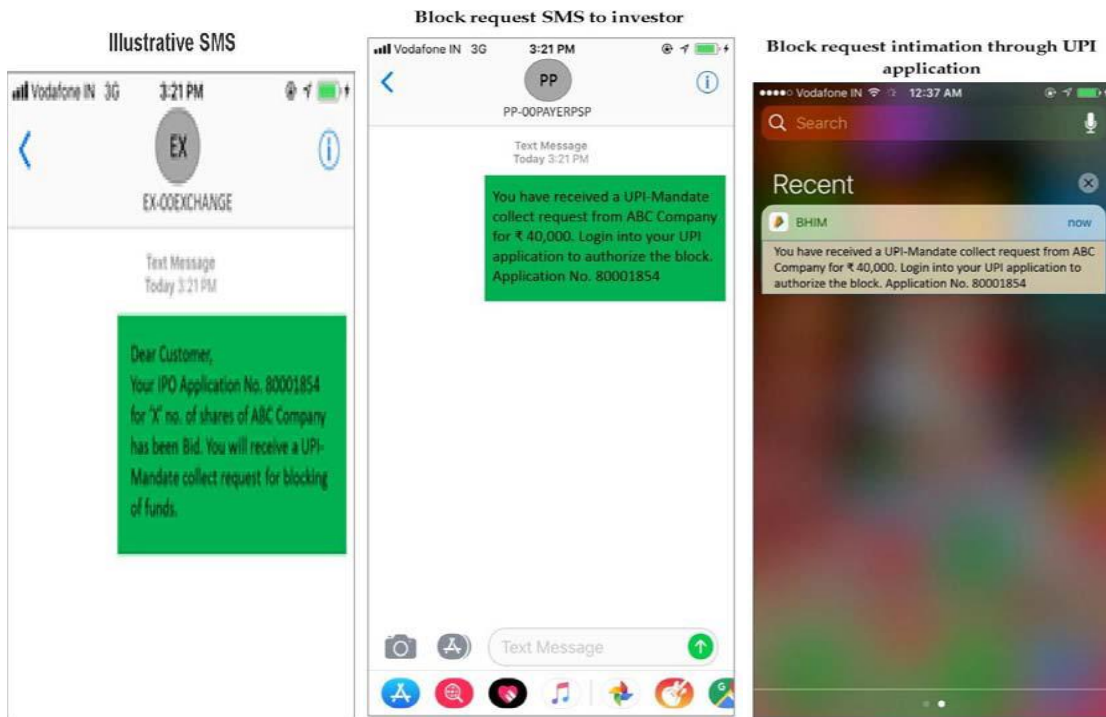 Illustrative SMS
Vodafone IN 3G 3:21 PM
EX
EX-00EXCHANGE
Text Message
Today 3:21 PM
Dear Customer,
Your IPO Application No. 80001854
for 'X' no. of shares of ABC Company
has been Bid. You will receive a UPI-
Mandate collect request for blocking
of funds.
Block request SMS to investor
Vodafone IN 3G 3:21 PM
PP
PP-00PAYERPSP
Text Message
Today 3:21 PM
You have received a UPI-Mandate
collect request from ABC Company
for ₹ 40,000. Login into your UPI
application to authorize the block.
Application No. 80001854
Text Message
Block request intimation through UPI
application
Vodafone IN 12:37 AM
Search
Recent
BHIM now
You have received a UPI-Mandate collect request from ABC
Company for ₹ 40,000. Login into your UPI application to
authorize the block. Application No. 80001854